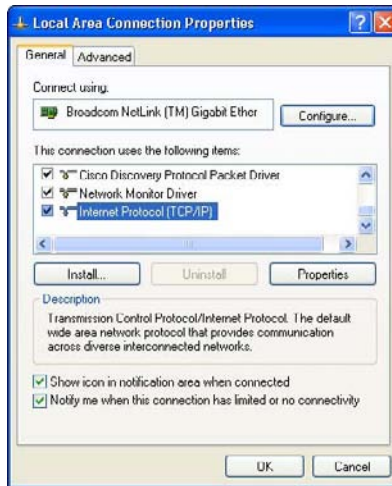 Local Area Connection Properties
General
Advanced
Connect using:
Broadcom NetLink (TM) Gigabit Ether
Configure...
This connection uses the following items:
Cisco Discovery Protocol Packet Driver
Network Monitor Driver
Internet Protocol (TCP/IP)
Install...
Uninstall
Properties
Description
Transmission Control Protocol/Internet Protocol. The default
wide area network protocol that provides communication
across diverse interconnected networks.
Show icon in notification area when connected
Notify me when this connection has limited or no connectivity
OK
Cancel